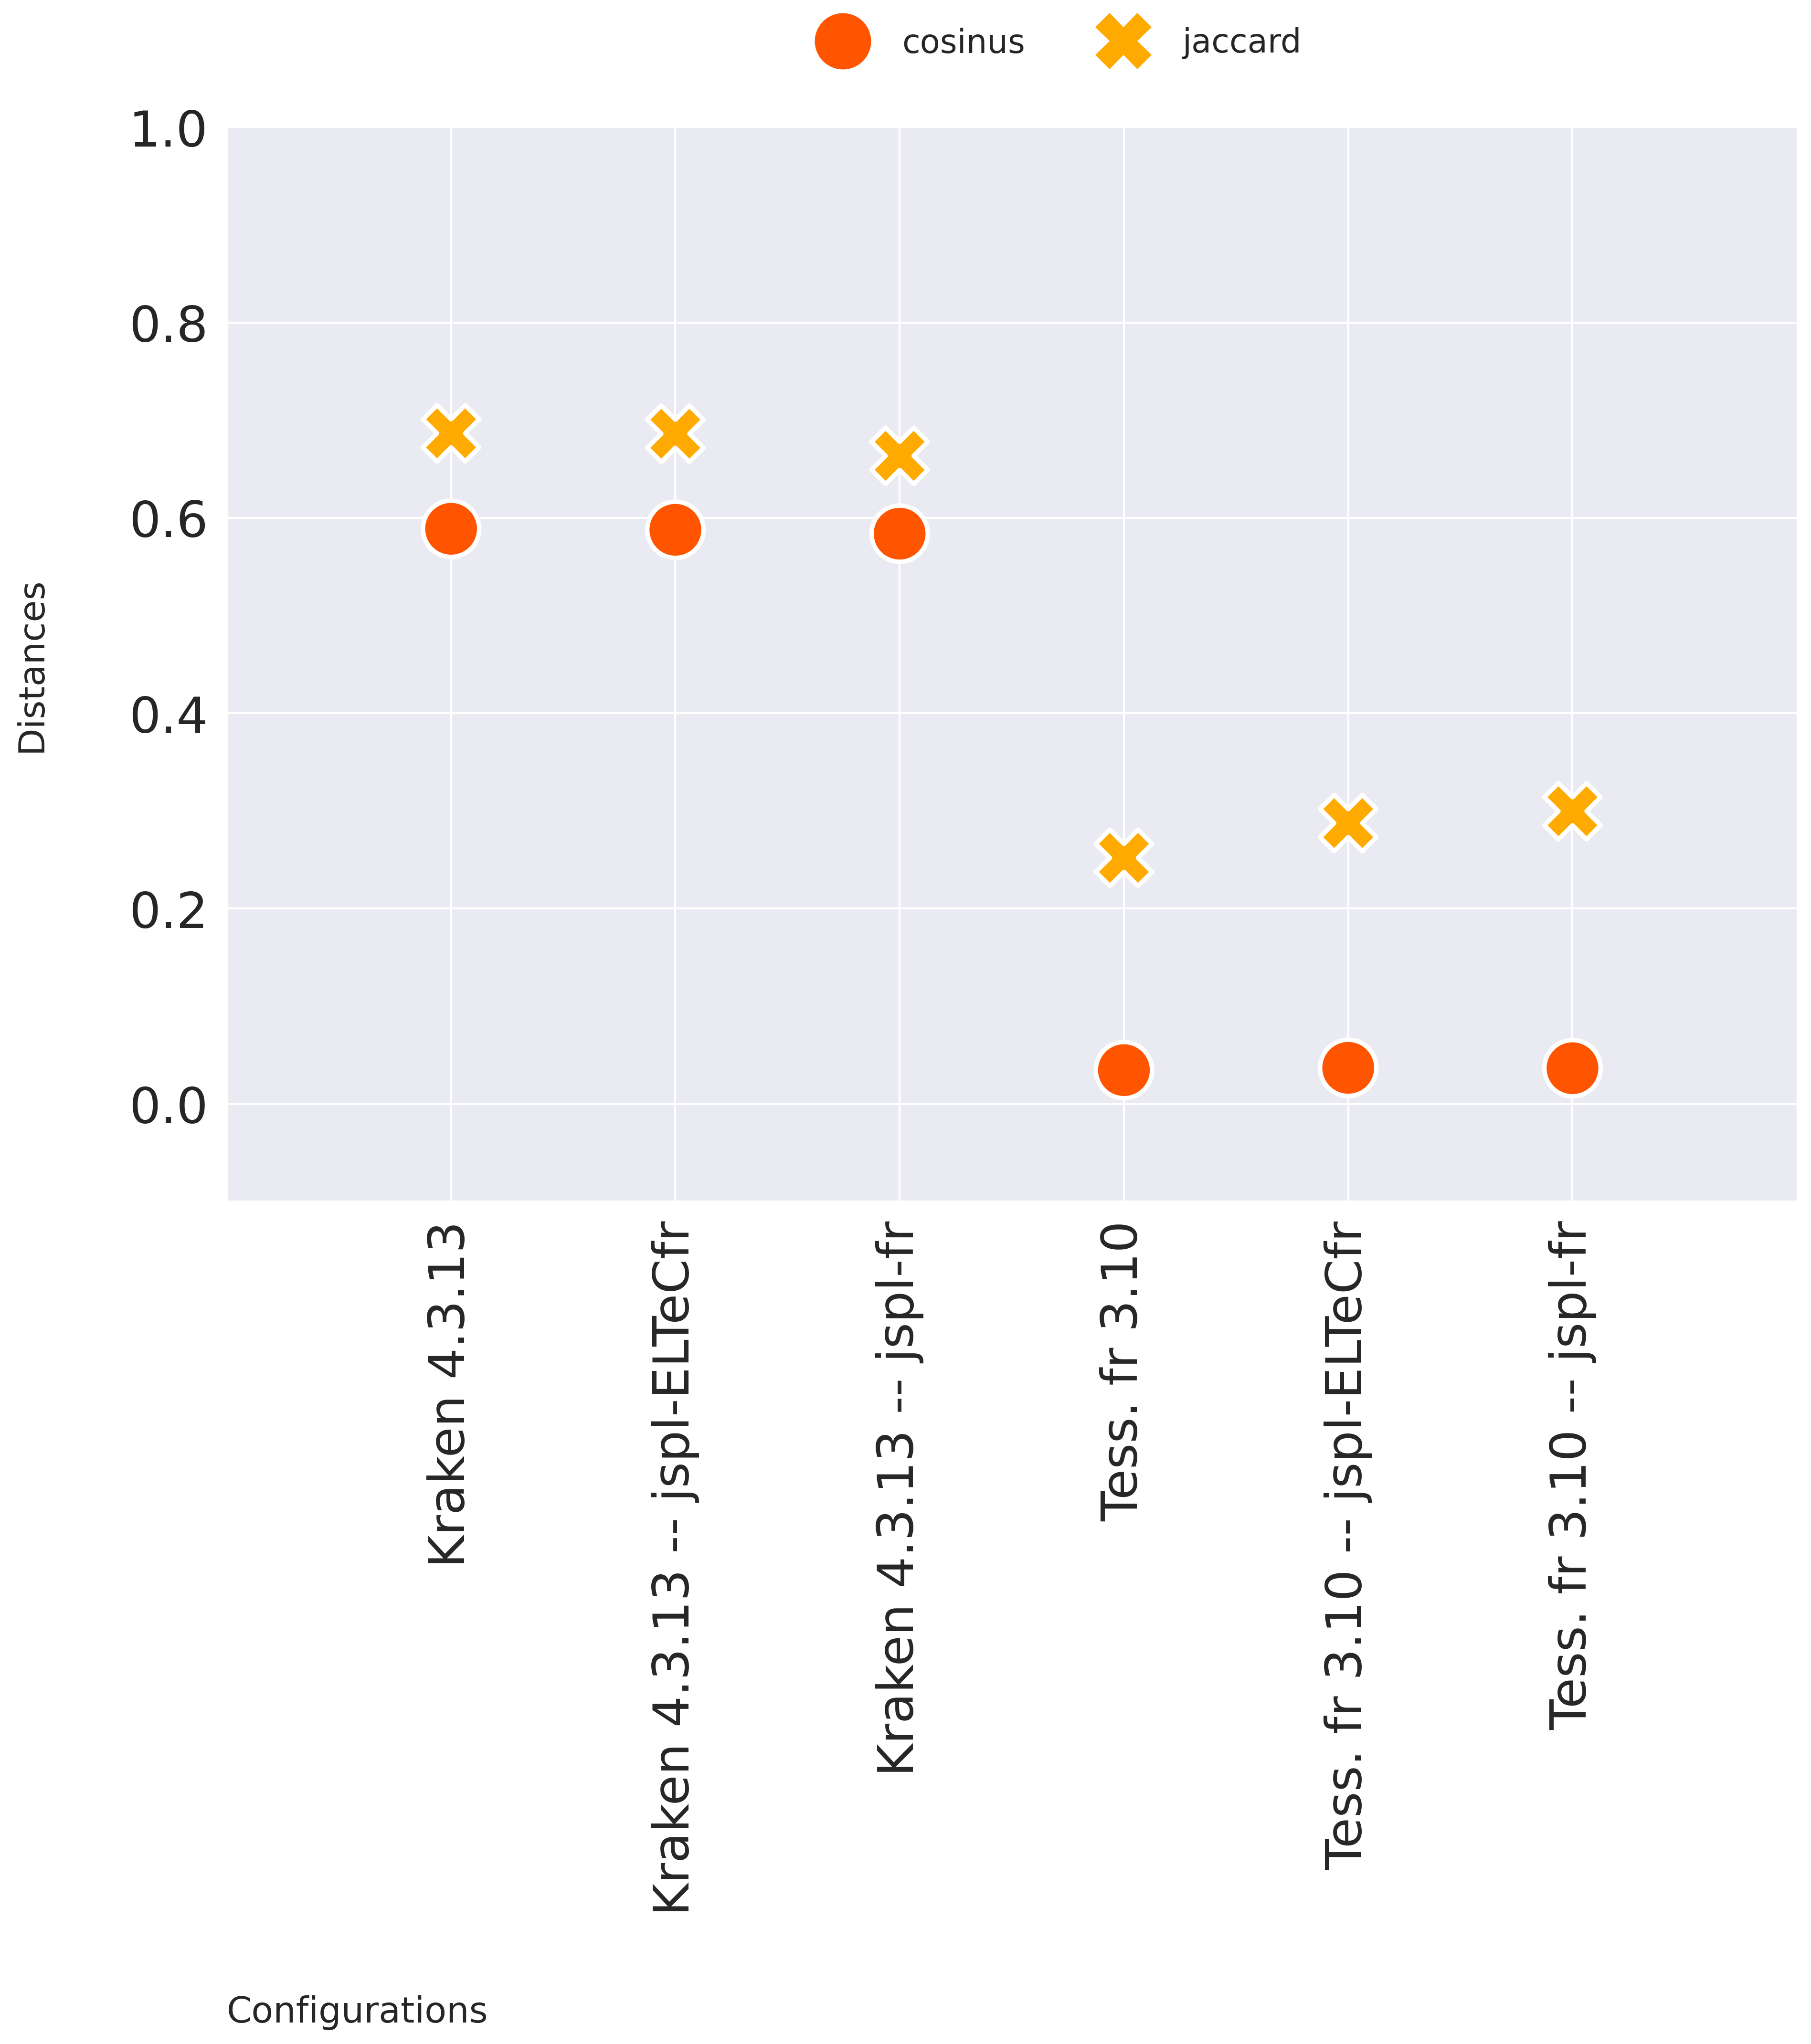 cosinus
jaccard
1.0
0.8
0.6
0.4
0.2
0.0
Distances
Kraken 4.3.13
Kraken 4.3.13 -- jspl-ELTeCfr
Kraken 4.3.13 -- jspl-fr
Tess. fr 3.10
Tess. fr 3.10 -- jspl-ELTeCfr
Tess. fr 3.10 -- jspl-fr
Configurations